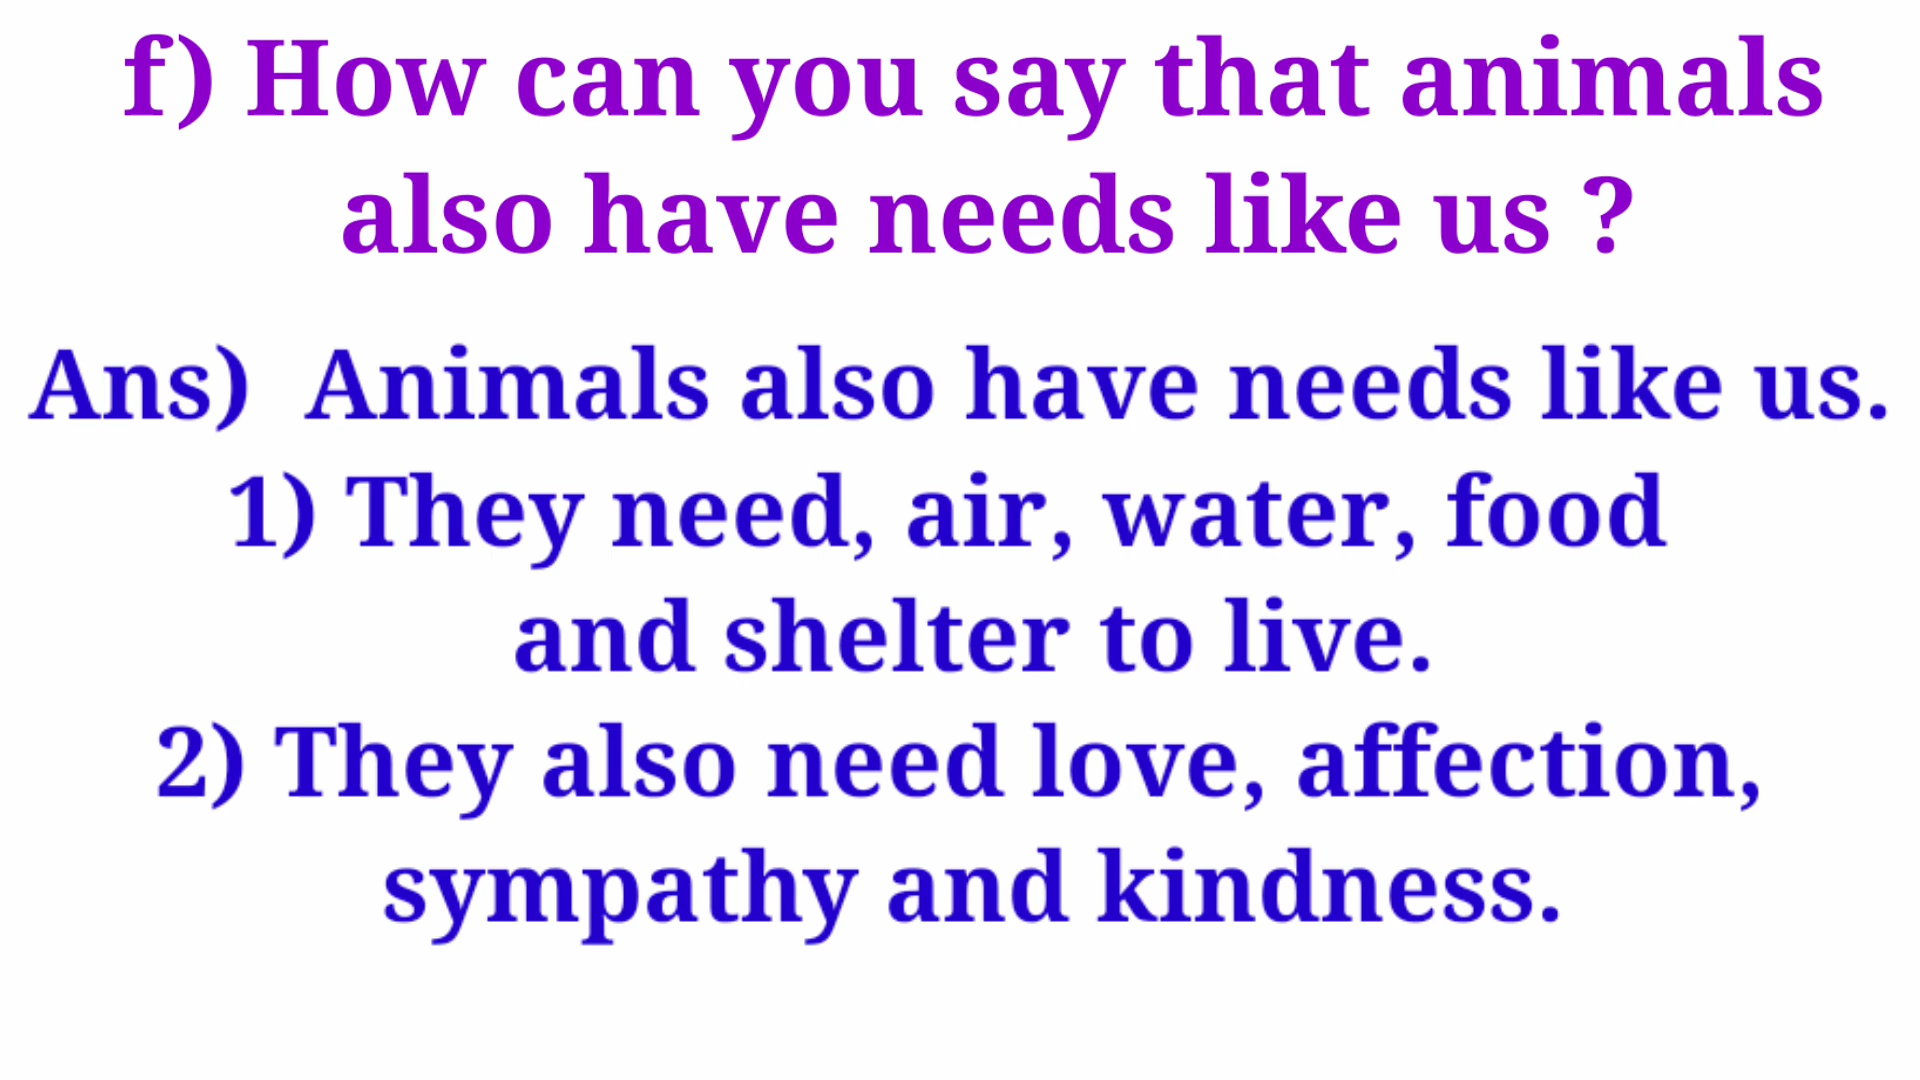 f) How can you say that animals
also have needs like us ?
Ans) Animals also have needs like us.
1) They need, air, water, food
and shelter to live.
2) They also need love, affection,
sympathy and kindness.